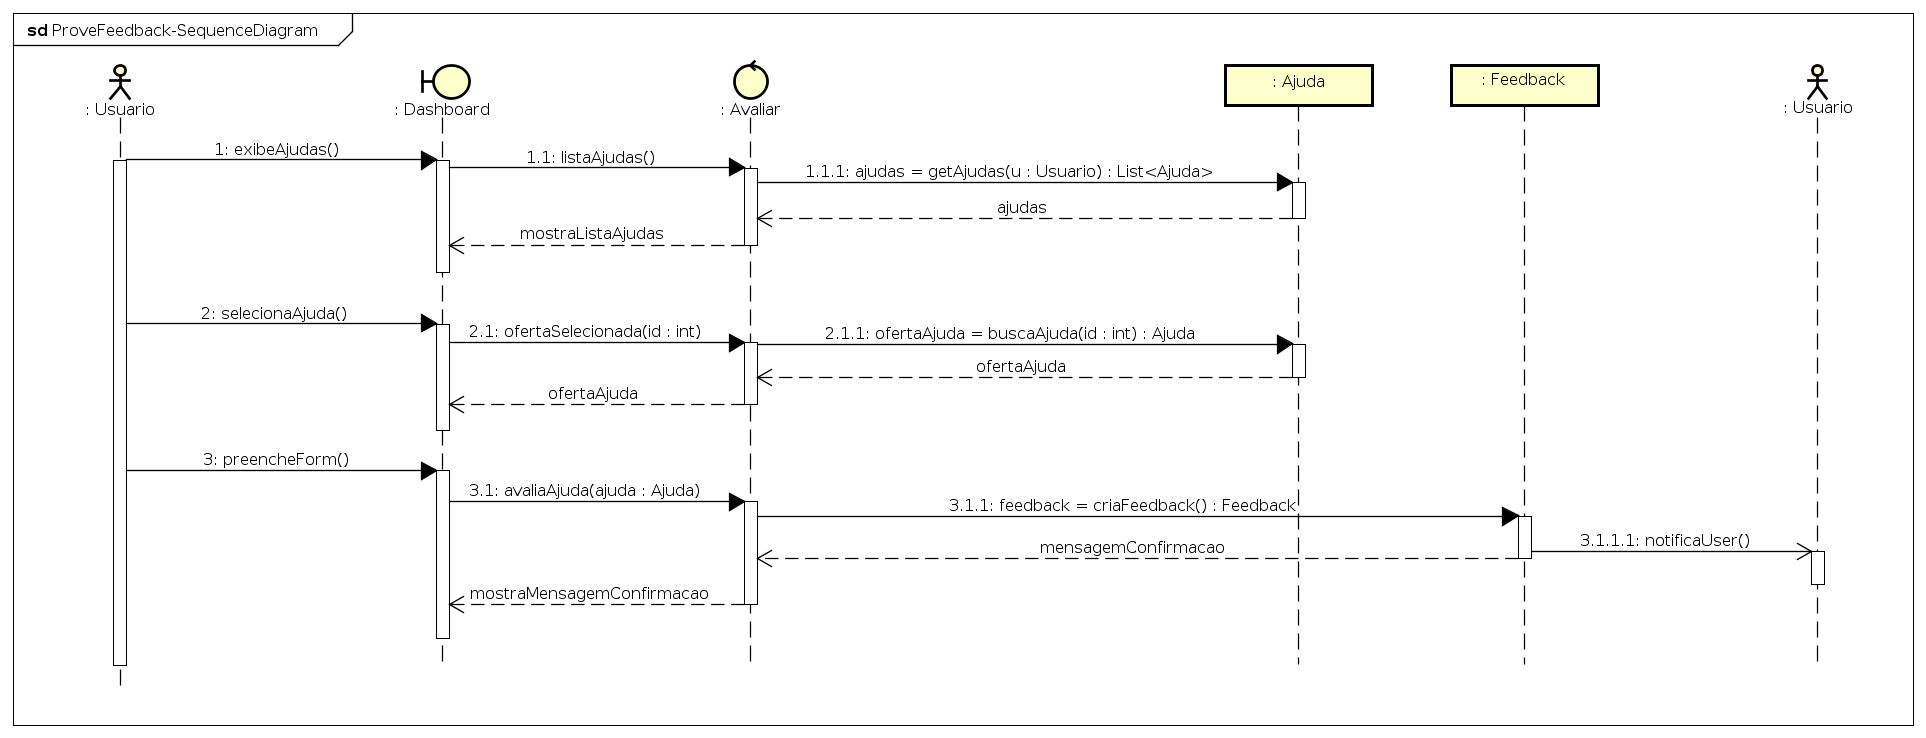 sd ProveFeedback-SequenceDiagram
: Usuario
: Dashboard
: Avaliar
: Ajuda
: Feedback
: Usuario
1: exibeAjudas()
1.1: listaAjudas()
1.1.1: ajudas = getAjudas(u : Usuario) : List<Ajuda>
ajudas
mostraListaAjudas
2: selecionaAjuda()
2.1: ofertaSelecionada(id : int)
2.1.1: ofertaAjuda = buscaAjuda(id : int) : Ajuda
ofertaAjuda
ofertaAjuda
3: preencheForm()
3.1: avaliaAjuda(ajuda : Ajuda)
3.1.1: feedback = criaFeedback() : Feedback
3.1.1.1: notificaUser()
mensagemConfirmacao
mostraMensagemConfirmacao